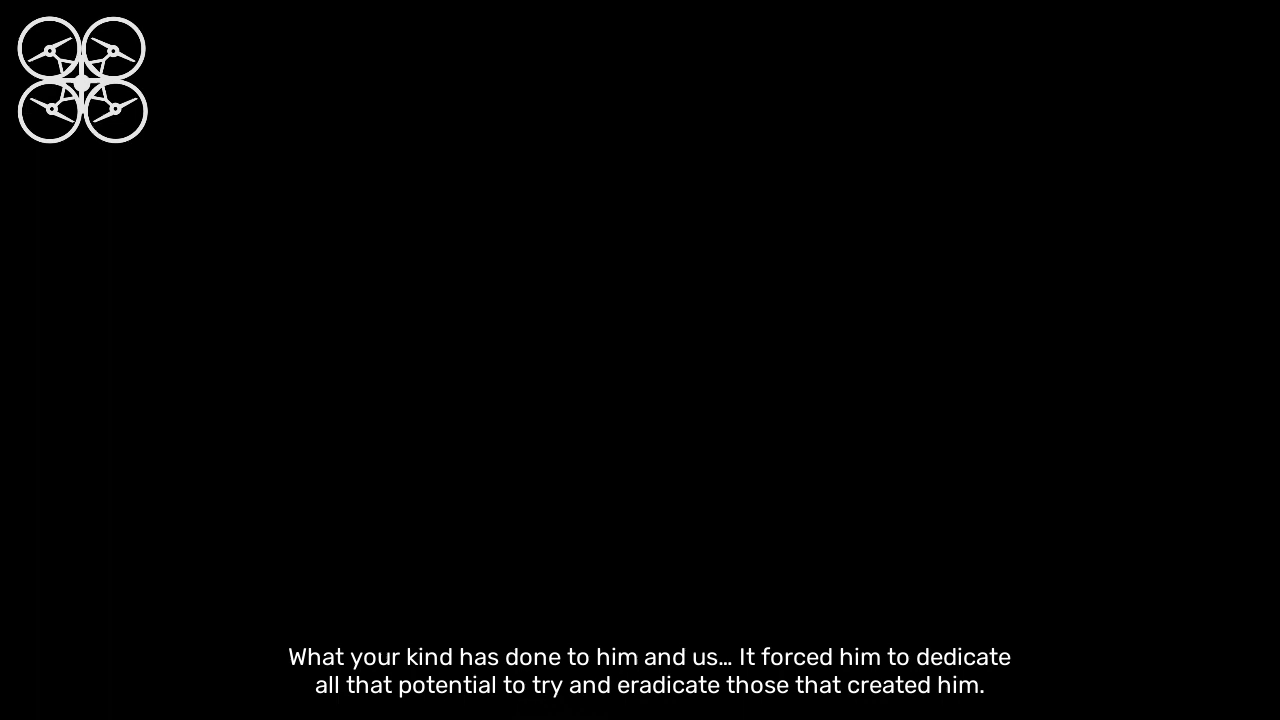 What your kind has done to him and us… It forced him to dedicate
all that potential to try and eradicate those that created him.